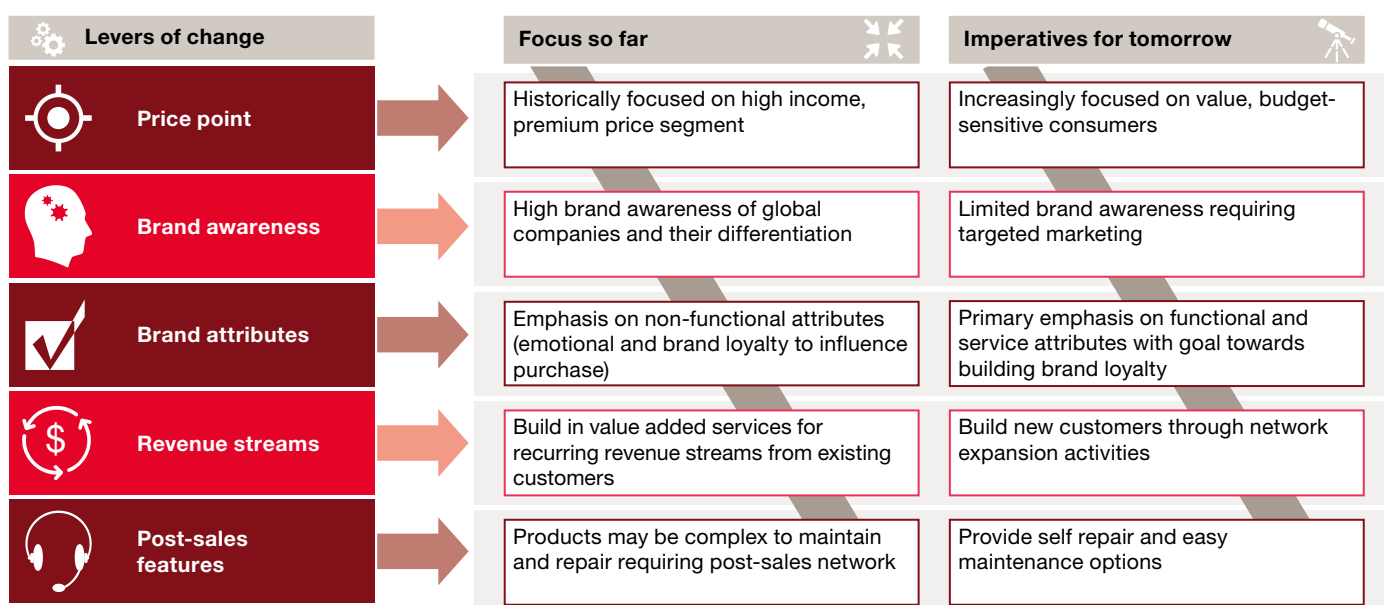 Levers of change
Focus so far
Imperatives for tomorrow
Price point
Historically focused on high income,
premium price segment
Increasingly focused on value, budget-
sensitive consumers
Brand awareness
High brand awareness of global
companies and their differentiation
Limited brand awareness requiring
targeted marketing
Brand attributes
Emphasis on non-functional attributes
(emotional and brand loyalty to influence
purchase)
Primary emphasis on functional and
service attributes with goal towards
building brand loyalty
$
Revenue streams
Build in value added services for
recurring revenue streams from existing
customers
Build new customers through network
expansion activities
Post-sales
features
Products may be complex to maintain
and repair requiring post-sales network
Provide self repair and easy
maintenance options